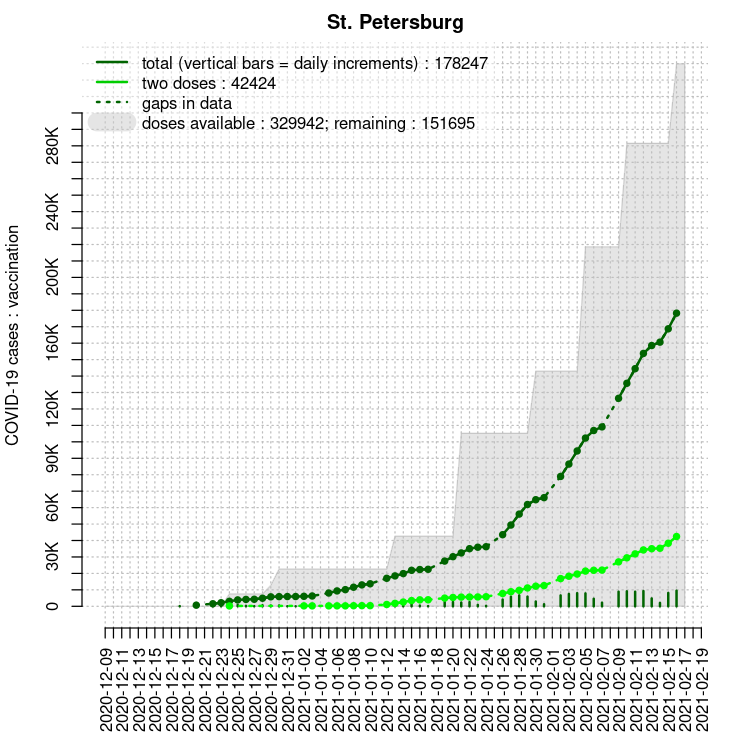 St. Petersburg
total (vertical bars = daily increments) : 178247
two doses : 42424
gaps in data
doses available : 329942; remaining : 151695
COVID-19 cases : vaccination
280K
240K
200K
160K
120K
90K
60K
30K
0
2020-12-09
2020-12-11
2020-12-13
2020-12-15
2020-12-17
2020-12-19
2020-12-21
2020-12-23
2020-12-25
2020-12-27
2020-12-29
2020-12-31
2021-01-02
2021-01-04
2021-01-06
2021-01-08
2021-01-10
2021-01-12
2021-01-14
2021-01-16
2021-01-18
2021-01-20
2021-01-22
2021-01-24
2021-01-26
2021-01-28
2021-01-30
2021-02-01
2021-02-03
2021-02-05
2021-02-07
2021-02-09
2021-02-11
2021-02-13
2021-02-15
2021-02-17
2021-02-19